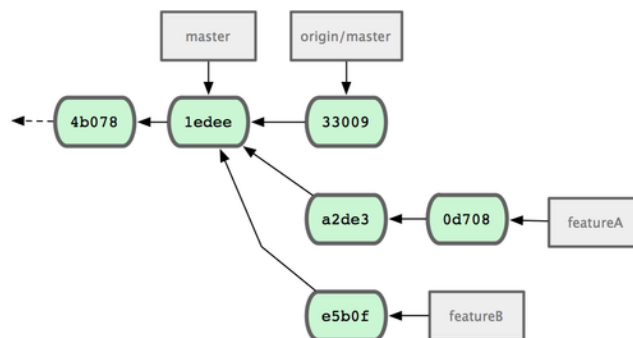 master
origin/master
4b078
1edee
33009
a2de3
0d708
featureA
e5b0f
featureB